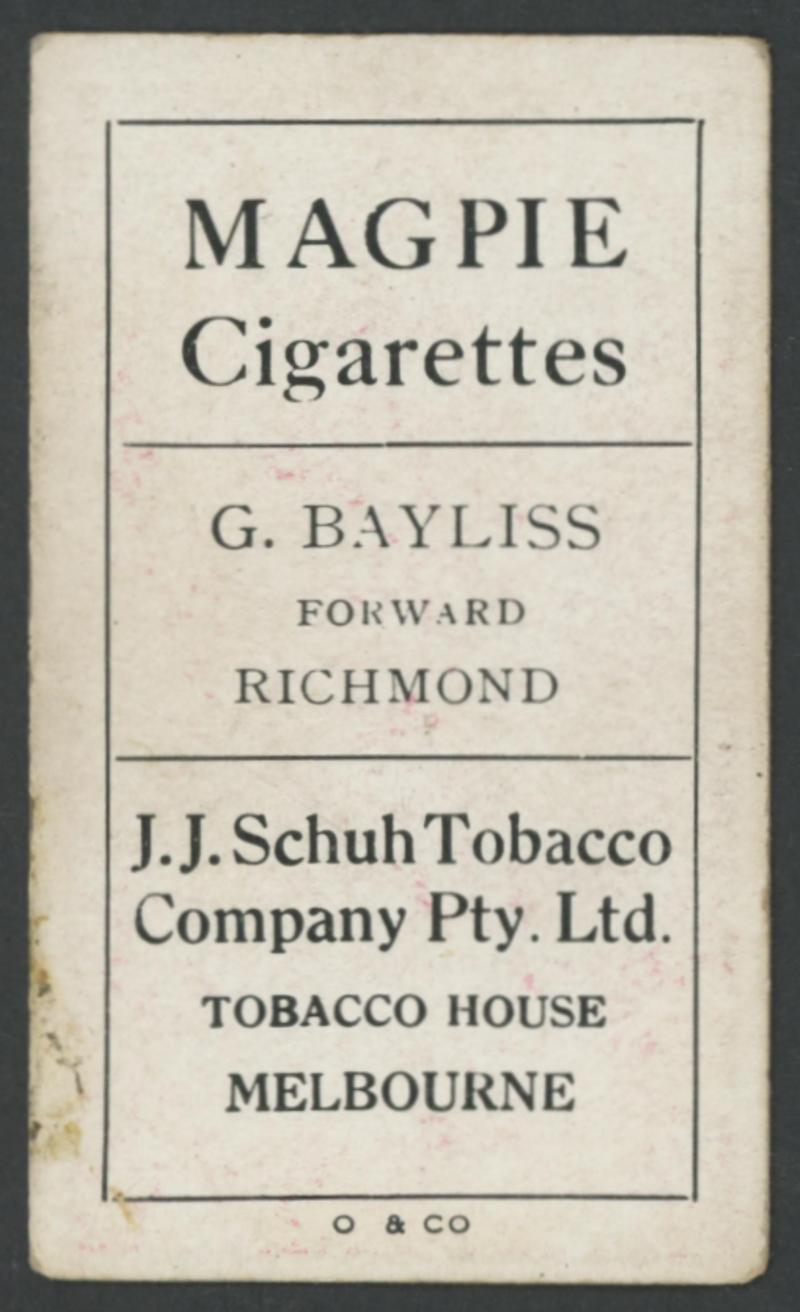 MAGPIE
Cigarettes
G. BAYLISS
FORWARD
RICHMOND
J. J. Schuh Tobacco
Company Pty. Ltd.
TOBACCO HOUSE
MELBOURNE
O & CO